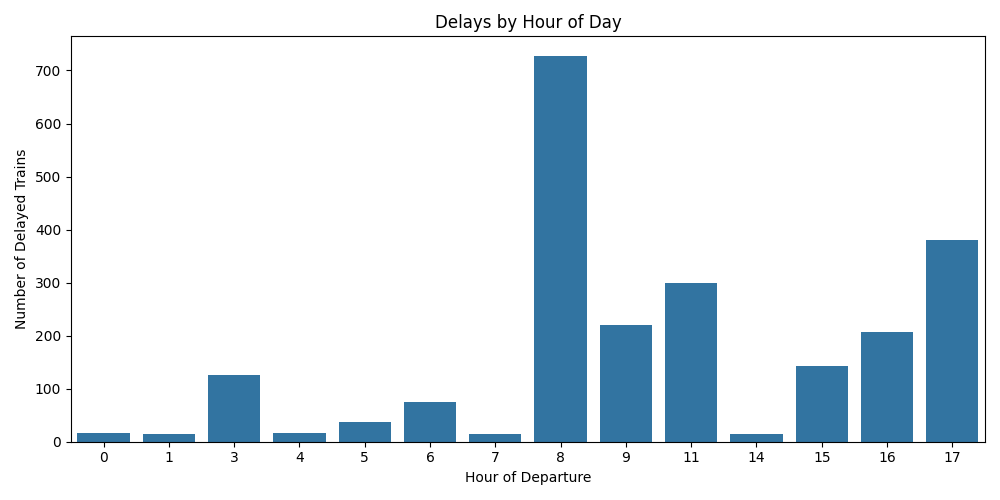 Delays by Hour of Day
Number of Delayed Trains
700
600
500
400
300
200
100
0
0 1 3 4 5 6 7 8 9 11 14 15 16 17
Hour of Departure